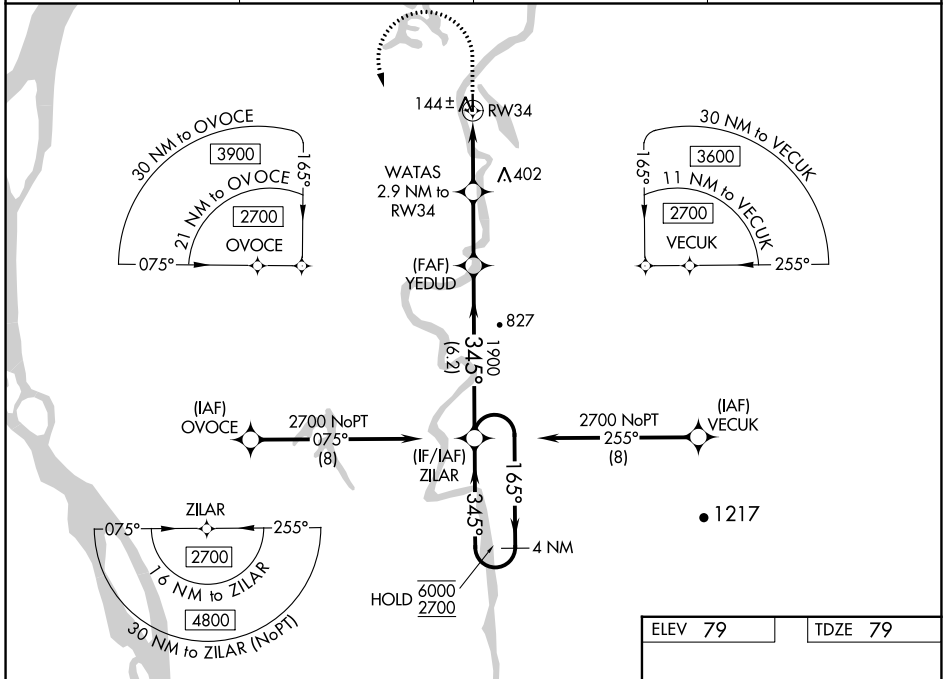 144 ±
RW34
30 NM to OVOCE
3900
165°
21 NM to OVOCE
2700
OVOCE
075°
WATAS
2.9 NM to
RW34
402
30 NM to VECUK
3600
165°
11 NM to VECUK
2700
VECUK
255°
(FAF)
YEDUD
827
345°
1900
(6.2)
(IAF)
OVOCE
2700 NoPT
075°
(8)
(IF/IAF)
ZILAR
2700 NoPT
255°
(8)
(IAF)
VECUK
165°
345°
4 NM
HOLD
6000
2700
1217
ZILAR
075°
255°
2700
16 NM to ZILAR
4800
30 NM to ZILAR (NoPT)
ELEV 79
TDZE 79